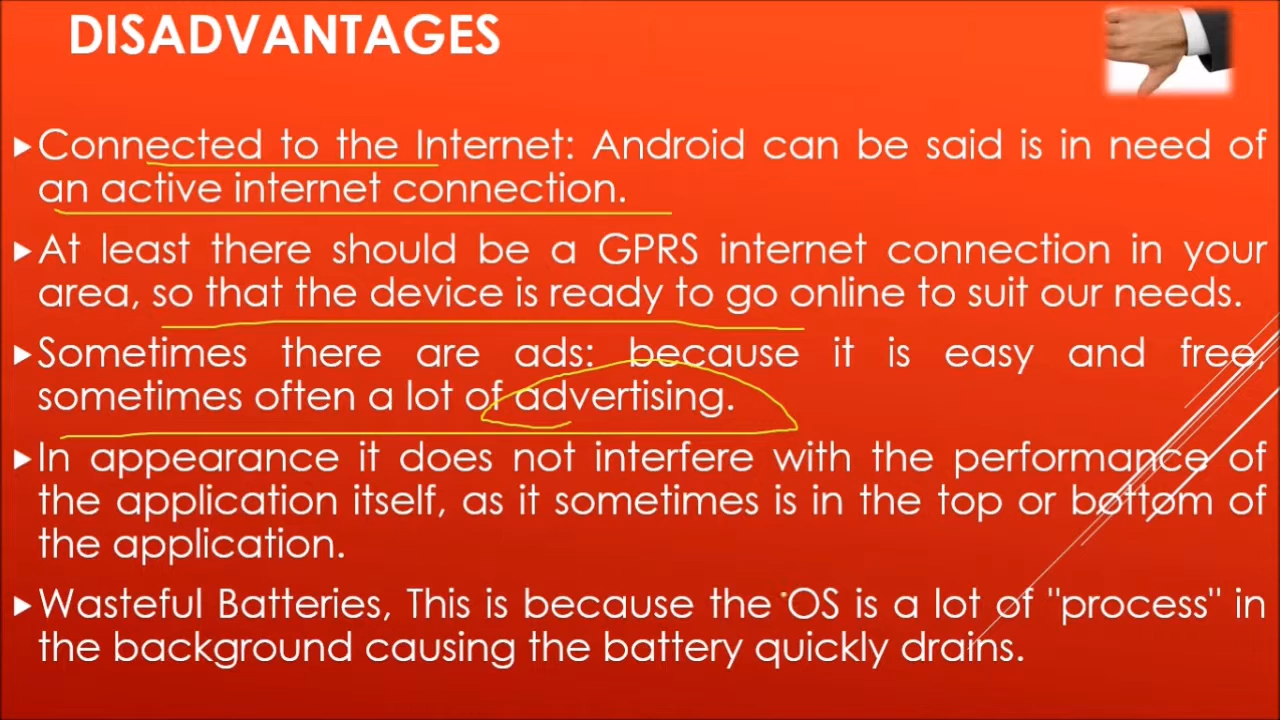 DISADVANTAGES
Connected to the Internet: Android can be said is in need of
an active internet connection.
At least there should be a GPRS internet connection in your
area, so that the device is ready to go online to suit our needs.
Sometimes there are ads: because it is easy and free,
sometimes often a lot of advertising.
In appearance it does not interfere with the performance of
the application itself, as it sometimes is in the top or bottom of
the application.
Wasteful Batteries, This is because the OS is a lot of "process" in
the background causing the battery quickly drains.